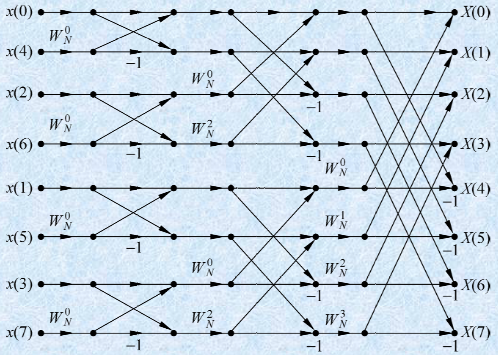 x(0) X(0)
W_N^0
x(4) −1 X(1)
W_N^0
x(2) −1 X(2)
W_N^0 W_N^2
x(6) −1 −1 X(3)
W_N^0
x(1) −1 X(4)
W_N^0 W_N^1
x(5) −1 −1 X(5)
W_N^0 W_N^2
x(3) −1 −1 X(6)
W_N^0 W_N^2 W_N^3
x(7) −1 −1 −1 X(7)